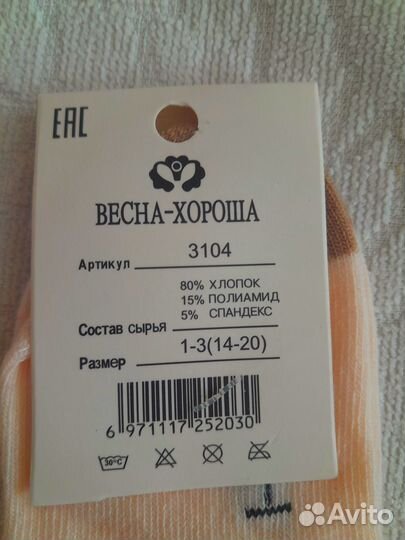 EAC
ВЕСНА-ХОРОША
Артикул 3104
80% ХЛОПОК
15% ПОЛИАМИД
5% СПАНДЕКС
Состав сырья
Размер 1-3(14-20)
6 971117 252030
30°C
Avito